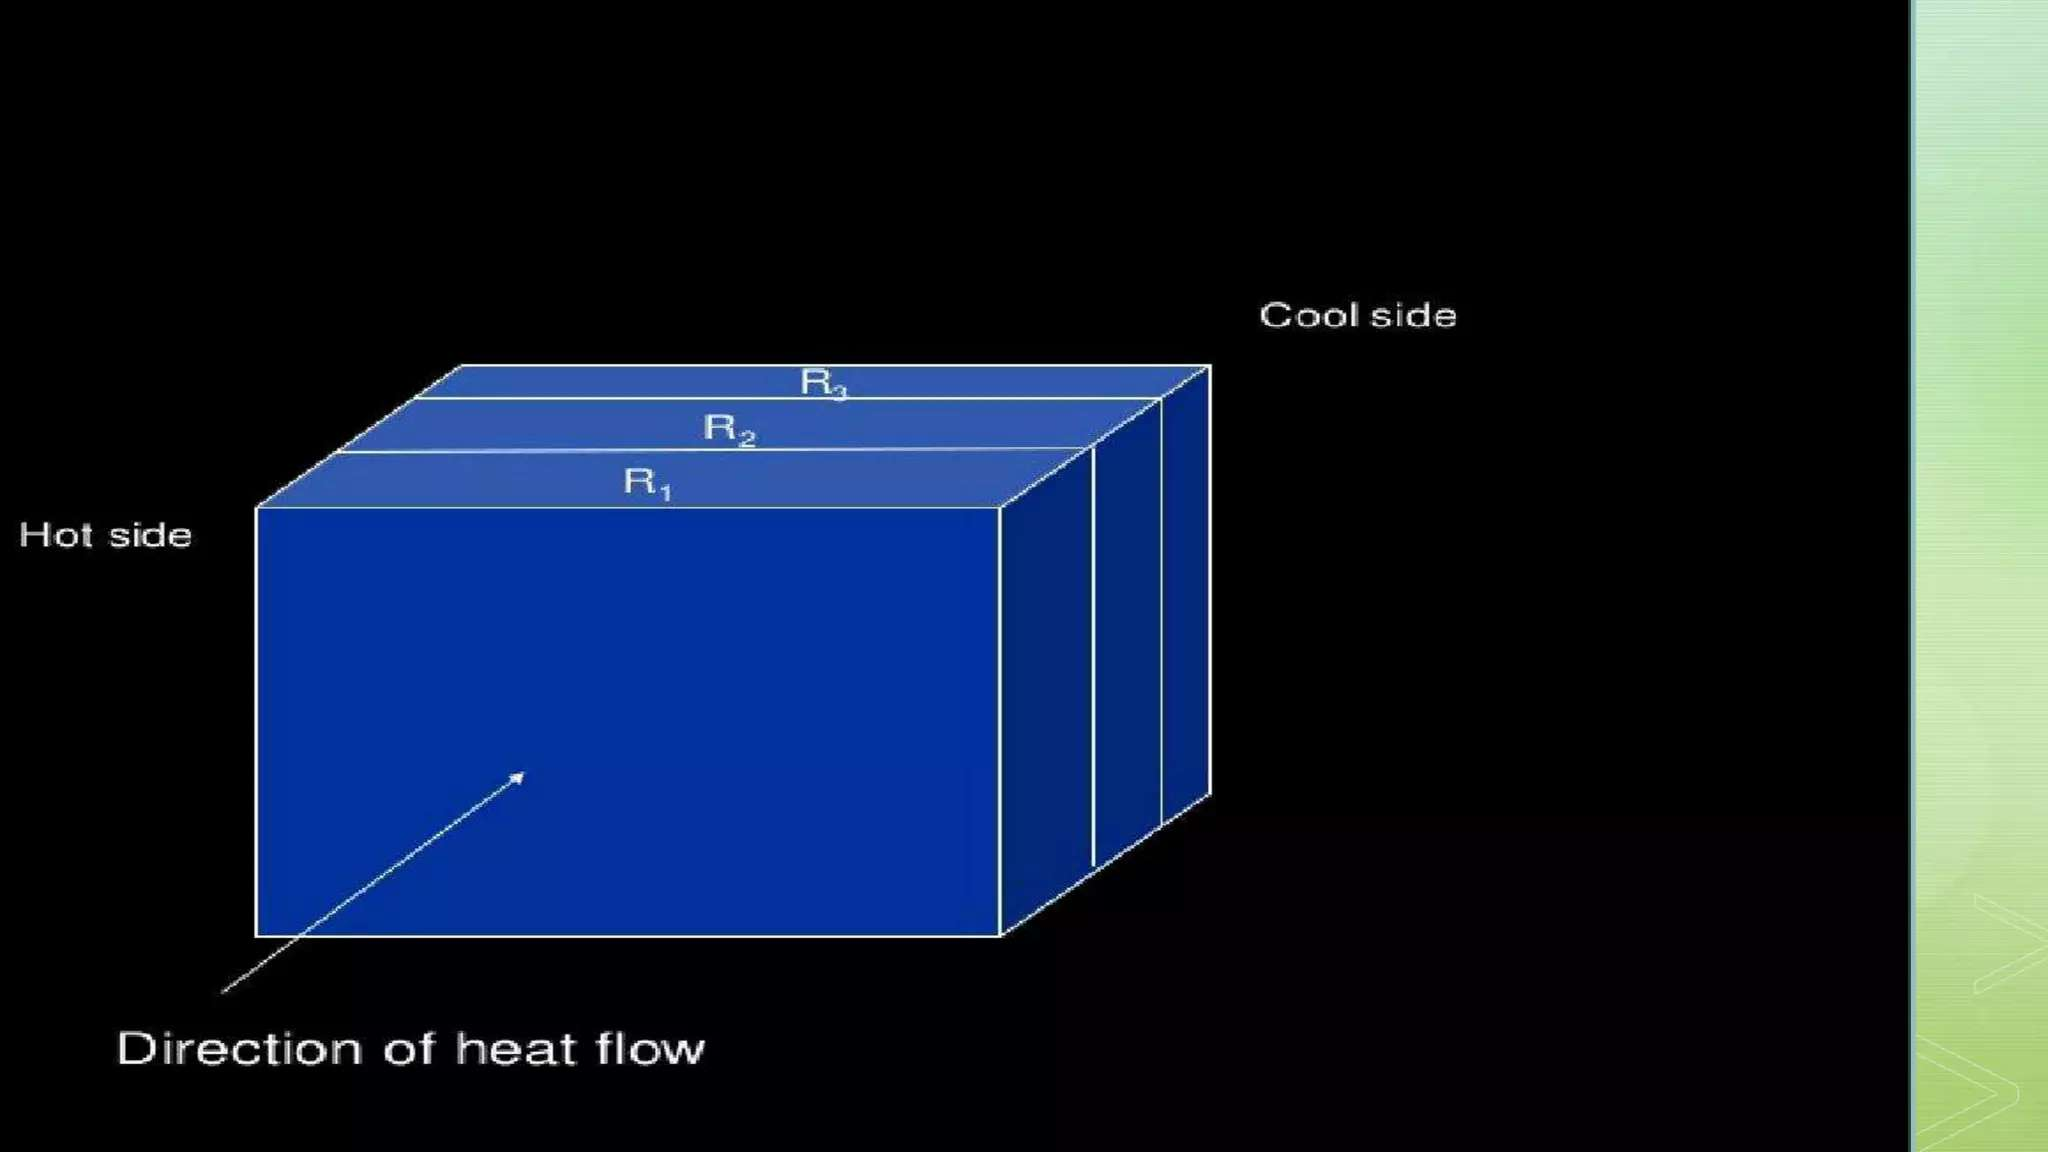 Cool side
R3
R2
R1
Hot side
Direction of heat flow